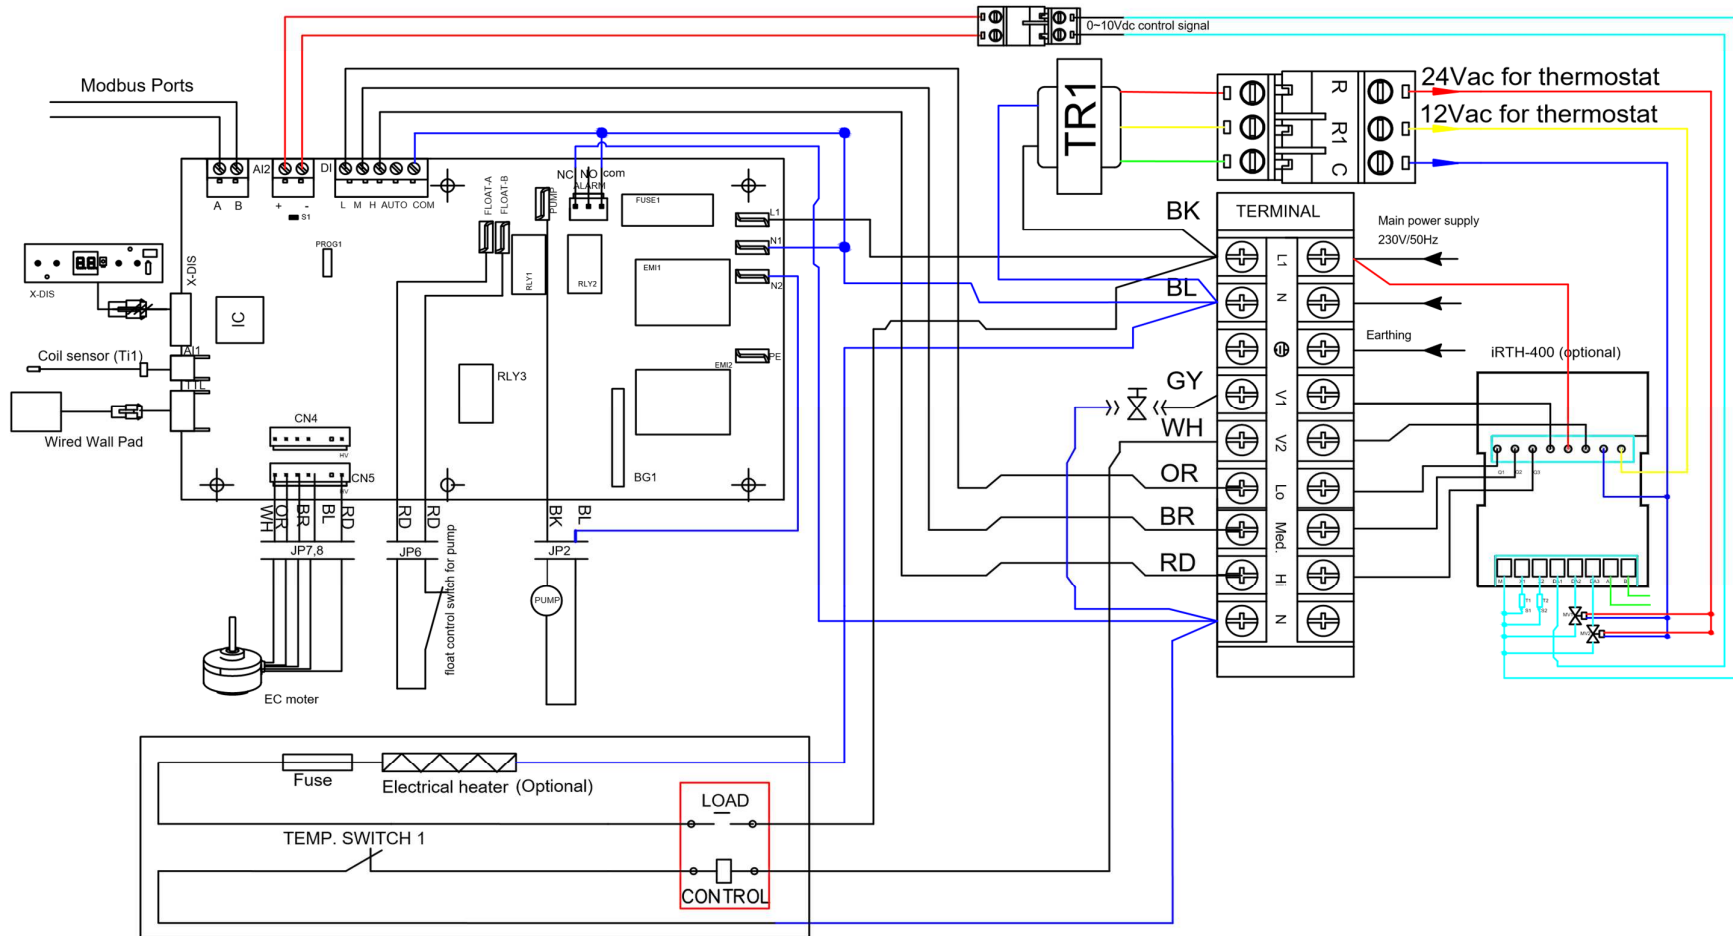 0~10Vdc control signal
Modbus Ports
TR1
R
R1
C
24Vac for thermostat
12Vac for thermostat
AI2
DI
A
B
+
-
S1
L
M
H
AUTO
COM
FLOAT-A
FLOAT-B
PUMP
NC
NO
com
ALARM
FUSE1
L1
N1
N2
PE
PROG1
X-DIS
X-DIS
IC
RLY1
RLY2
EMI1
EMI2
RLY3
BG1
AI1
Coil sensor (Ti1)
Wired Wall Pad
CN4
HV
CN5
WH
OR
BR
BL
RD
JP7,8
RD
RD
JP6
float control switch for pump
BK
BL
JP2
PUMP
EC moter
BK
BL
GY
WH
OR
BR
RD
TERMINAL
L1
N
V1
V2
Lo
Med.
Hi
N
Main power supply
230V/50Hz
Earthing
iRTH-400 (optional)
Fuse
Electrical heater (Optional)
LOAD
TEMP. SWITCH 1
CONTROL